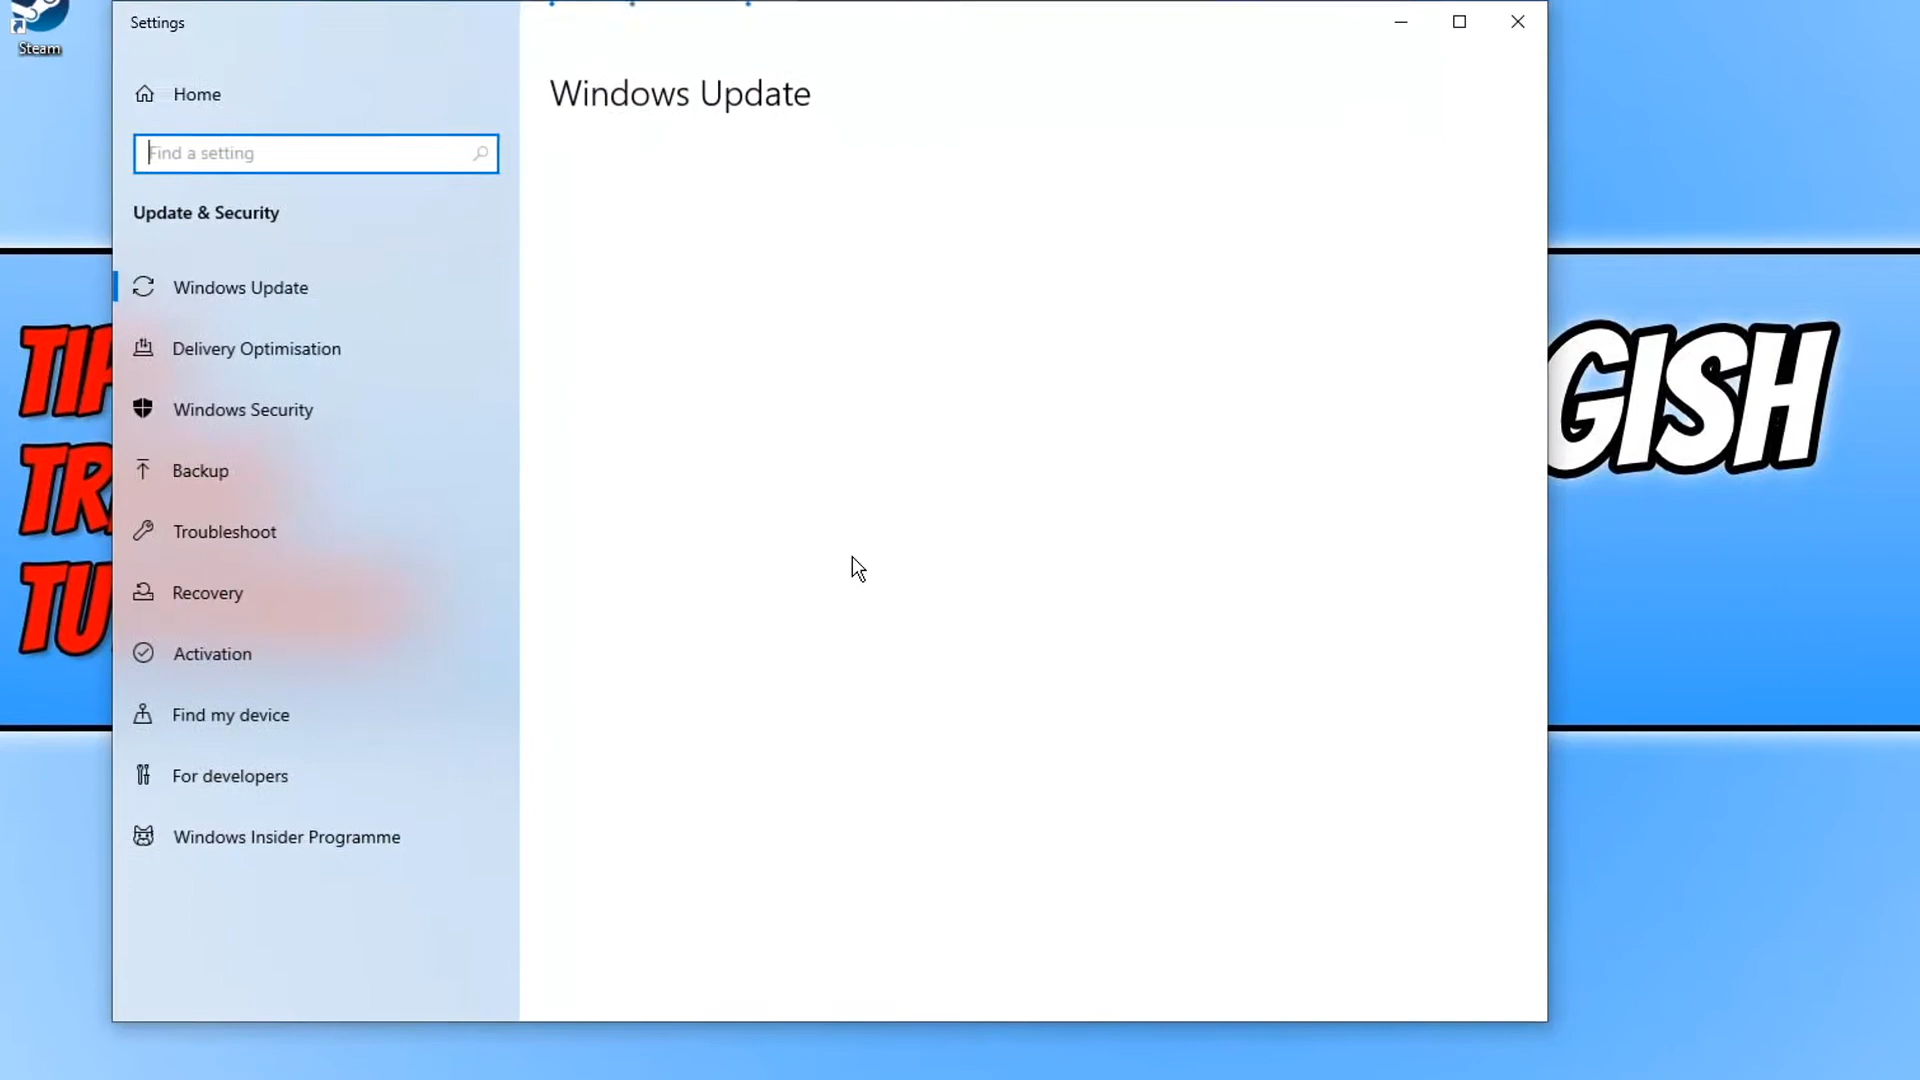 Steam
Settings
Home
Find a setting
Update & Security
Windows Update
Delivery Optimisation
Windows Security
Backup
Troubleshoot
Recovery
Activation
Find my device
For developers
Windows Insider Programme
Windows Update
GISH